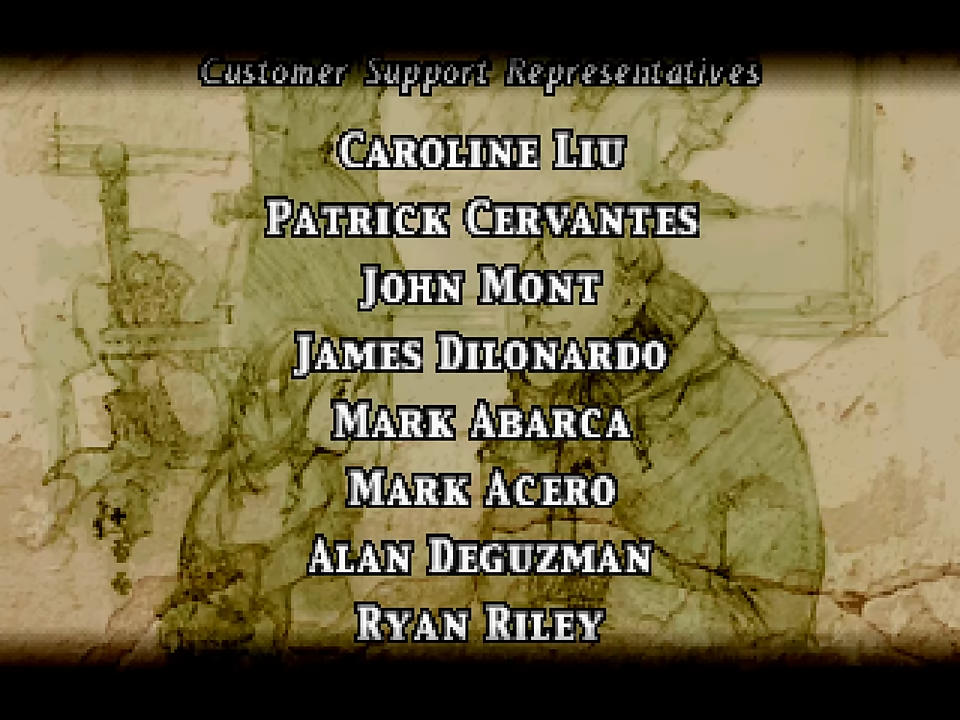 Customer Support Representatives
CAROLINE LIU
PATRICK CERVANTES
JOHN MONT
JAMES DILONARDO
MARK ABARCA
MARK ACERO
ALAN DEGUZMAN
RYAN RILEY